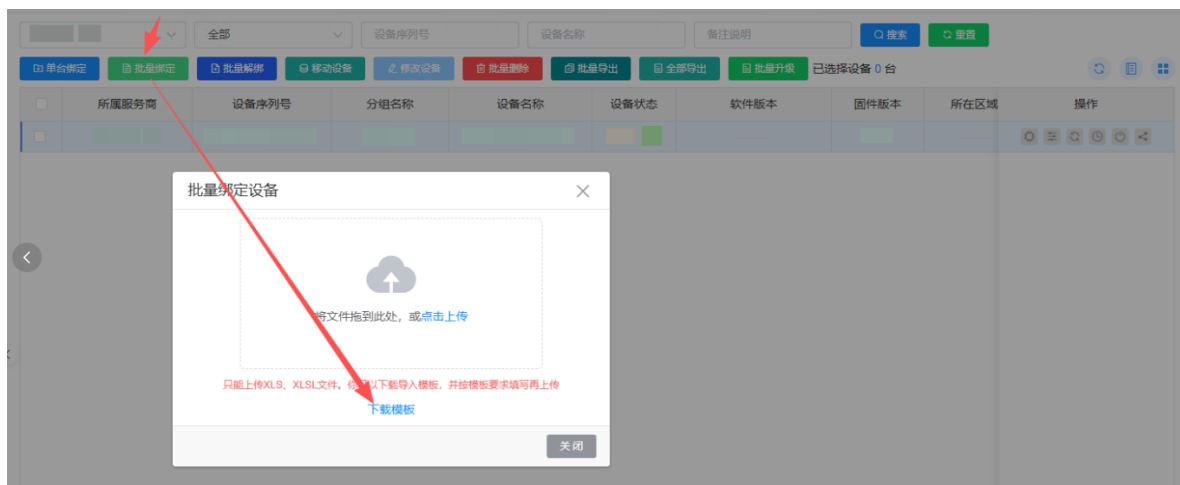 全部 设备序列号 设备名称 备注说明 搜索 重置
单台绑定 批量绑定 批量解绑 移动设备 修改设备 批量删除 批量导出 全部导出 批量升级 已选择设备 0 台
所属服务商 设备序列号 分组名称 设备名称 设备状态 软件版本 固件版本 所在区域 操作
批量绑定设备
将文件拖到此处，或点击上传
只能上传XLS、XLSL文件。你可以下载导入模板，并按模板要求填写再上传
下载模板
关闭